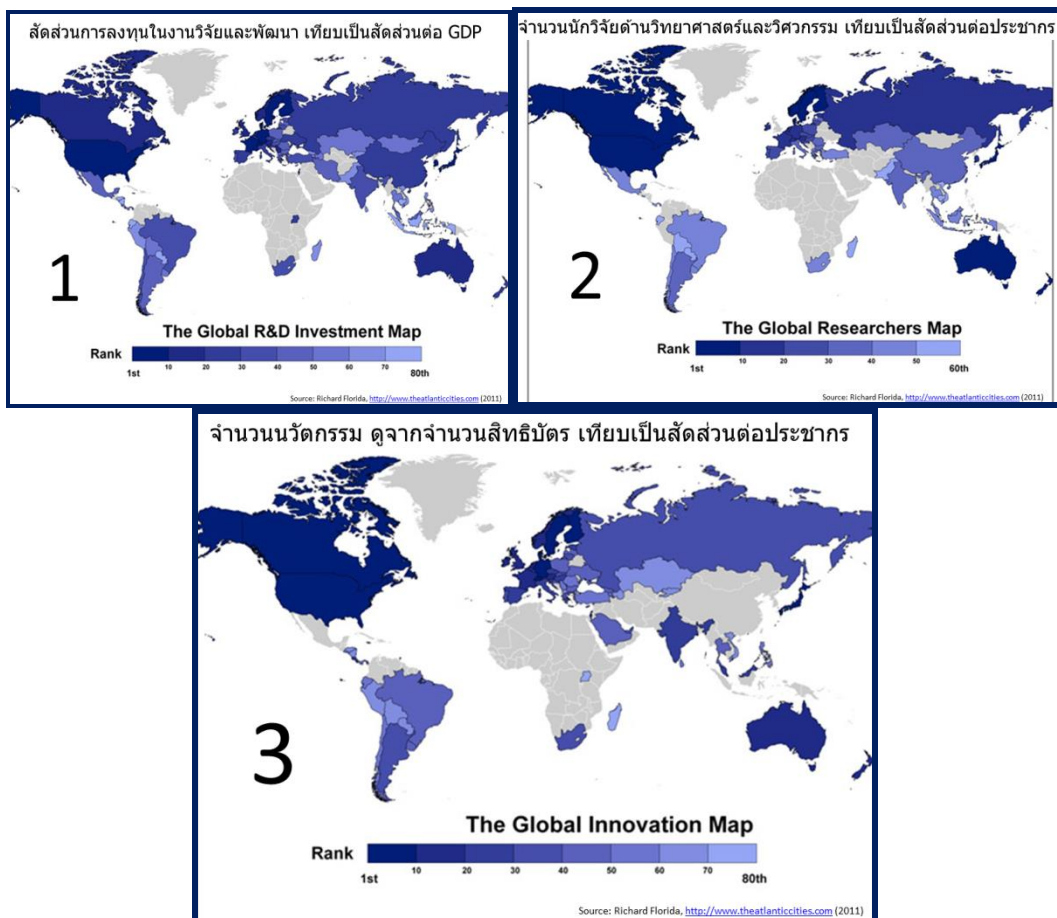 สัดส่วนการลงทุนในงานวิจัยและพัฒนา เทียบเป็นสัดส่วนต่อ GDP
1
The Global R&D Investment Map
Rank
1st 10 20 30 40 50 60 70 80th
Source: Richard Florida, http://www.theatlanticcities.com (2011)
จำนวนนักวิจัยด้านวิทยาศาสตร์และวิศวกรรม เทียบเป็นสัดส่วนต่อประชากร
2
The Global Researchers Map
Rank
1st 10 20 30 40 50 60th
Source: Richard Florida, http://www.theatlanticcities.com (2011)
จำนวนนวัตกรรม ดูจากจำนวนสิทธิบัตร เทียบเป็นสัดส่วนต่อประชากร
3
The Global Innovation Map
Rank
1st 10 20 30 40 50 60 70 80th
Source: Richard Florida, http://www.theatlanticcities.com (2011)